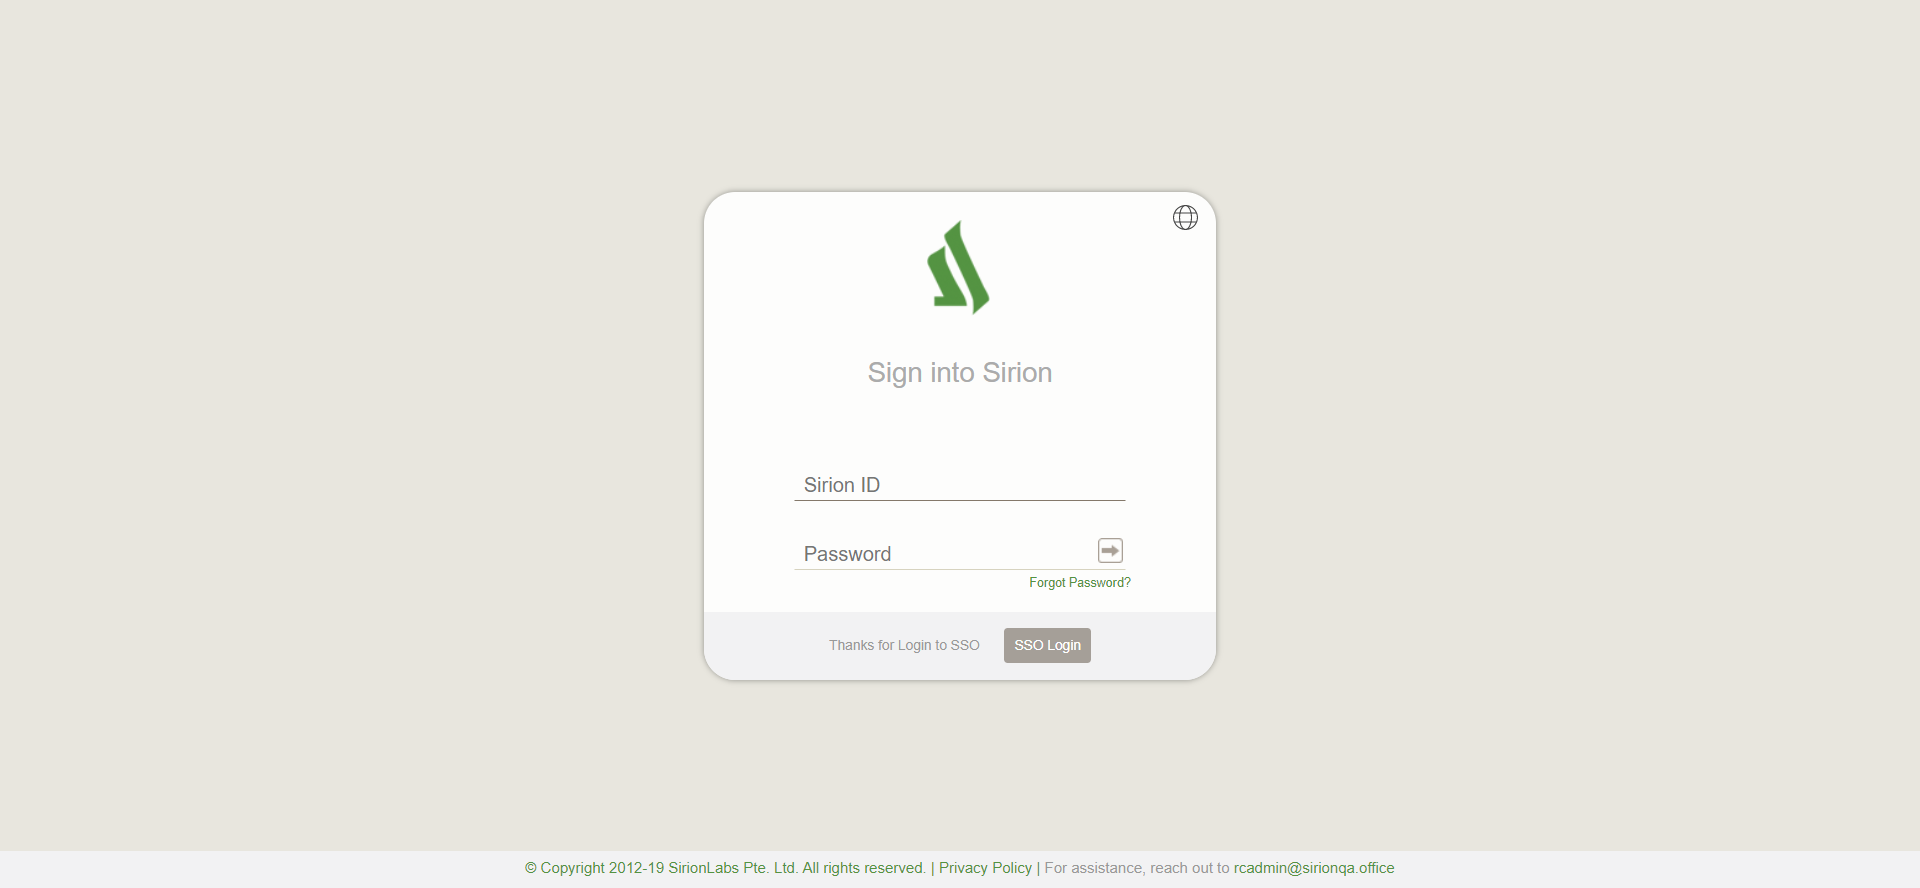 Sign into Sirion
Sirion ID
Password
Forgot Password?
Thanks for Login to SSO SSO Login
© Copyright 2012-19 SirionLabs Pte. Ltd. All rights reserved. | Privacy Policy | For assistance, reach out to rcadmin@sirionqa.office